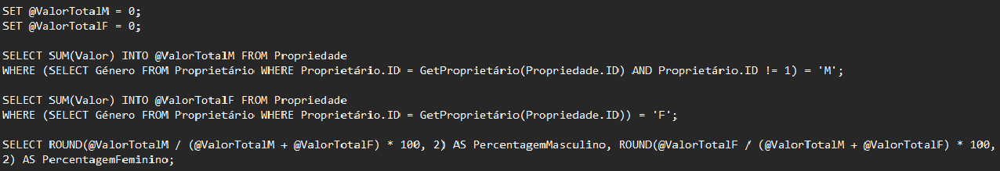 SET @ValorTotalM = 0;
SET @ValorTotalF = 0;
SELECT SUM(Valor) INTO @ValorTotalM FROM Propriedade
WHERE (SELECT Género FROM Proprietário WHERE Proprietário.ID = GetProprietário(Propriedade.ID) AND Proprietário.ID != 1) = 'M';
SELECT SUM(Valor) INTO @ValorTotalF FROM Propriedade
WHERE (SELECT Género FROM Proprietário WHERE Proprietário.ID = GetProprietário(Propriedade.ID)) = 'F';
SELECT ROUND(@ValorTotalM / (@ValorTotalM + @ValorTotalF) * 100, 2) AS PercentagemMasculino, ROUND(@ValorTotalF / (@ValorTotalM + @ValorTotalF) * 100,
2) AS PercentagemFeminino;